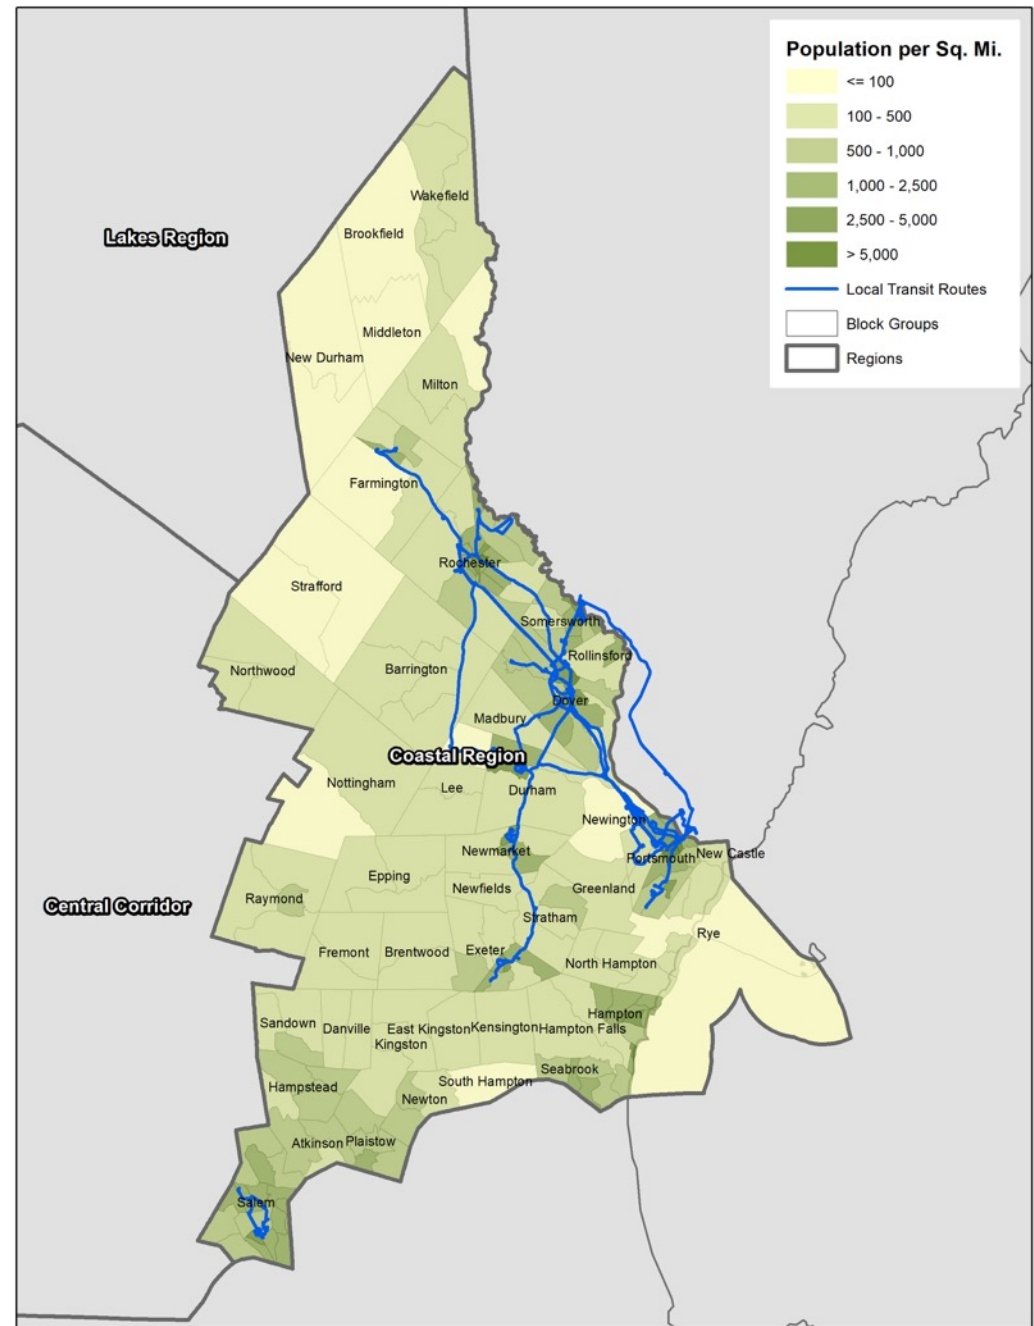 Population per Sq. Mi.
<= 100
100 - 500
500 - 1,000
1,000 - 2,500
2,500 - 5,000
> 5,000
Local Transit Routes
Block Groups
Regions
Wakefield
Lakes Region
Brookfield
Middleton
New Durham
Milton
Farmington
Rochester
Strafford
Somersworth
Rollinsford
Northwood
Barrington
Dover
Madbury
Coastal Region
Nottingham
Lee
Durham
Newington
Newmarket
Portsmouth
New Castle
Epping
Newfields
Greenland
Raymond
Central Corridor
Stratham
Rye
Fremont
Brentwood
Exeter
North Hampton
Hampton
Sandown
Danville
East Kingston
Kensington
Hampton Falls
Kingston
Seabrook
South Hampton
Hampstead
Newton
Atkinson
Plaistow
Salem